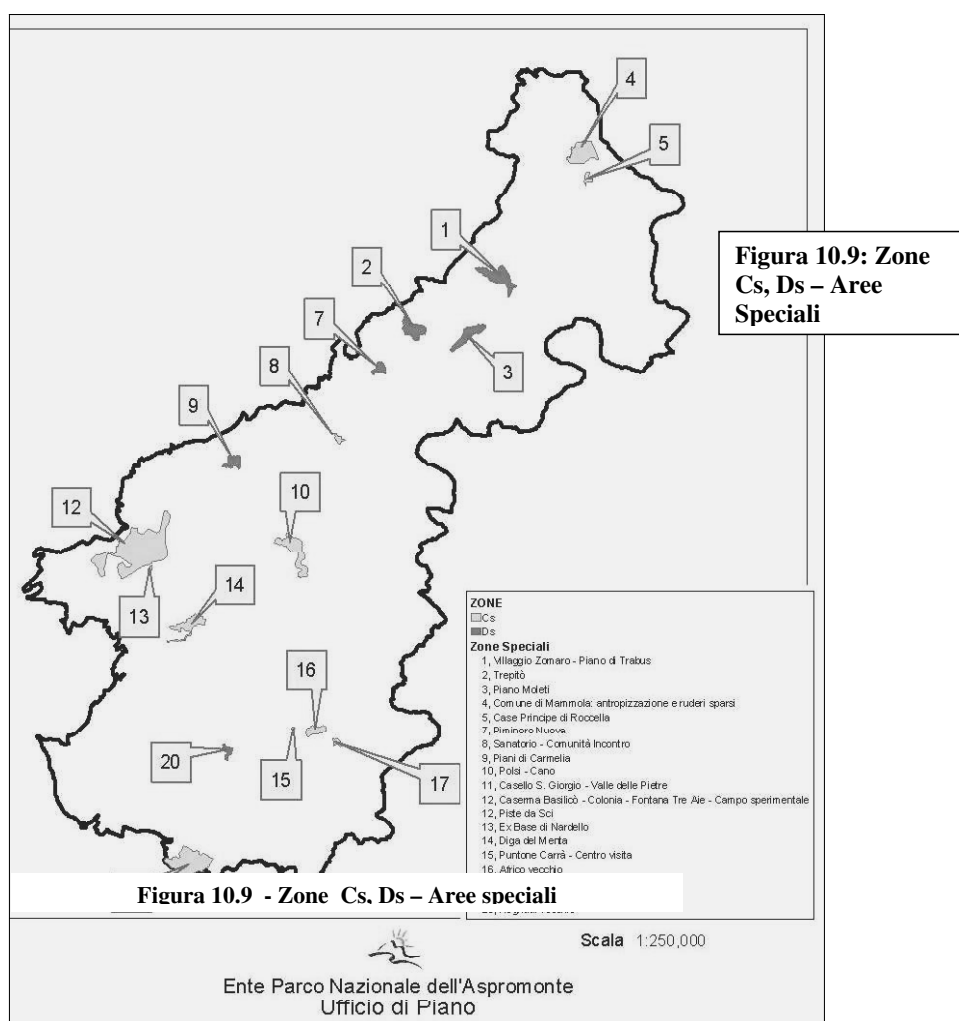 4
5
1
2
7
3
8
9
10
12
13
14
16
15
17
20
Figura 10.9: Zone
Cs, Ds – Aree
Speciali
ZONE
Cs
Ds
Zone Speciali
1, Villaggio Zomaro - Piano di Trabus
2, Trepitò
3, Piano Moleti
4, Comune di Mammola: antropizzazione e ruderi sparsi
5, Case Principe di Roccella
7, Piminoro Nuova
8, Sanatorio - Comunità Incontro
9, Piani di Carmelia
10, Polsi - Cano
11, Casello S. Giorgio - Valle delle Pietre
12, Caserma Basilicò - Colonia - Fontana Tre Aie - Campo sperimentale
12, Piste da Sci
13, Ex Base di Nardello
14, Diga del Menta
15, Puntone Carrà - Centro visita
16, Africo vecchio
Figura 10.9 - Zone Cs, Ds – Aree speciali
Scala 1:250,000
Ente Parco Nazionale dell'Aspromonte
Ufficio di Piano